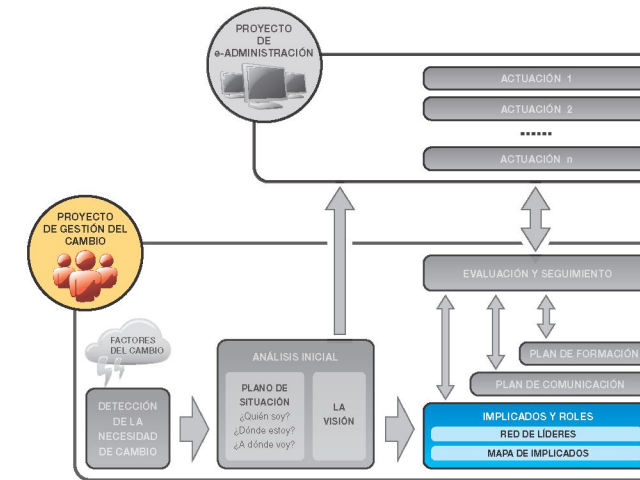 PROYECTO
DE
e-ADMINISTRACIÓN
ACTUACIÓN 1
ACTUACIÓN 2
......
ACTUACIÓN n
PROYECTO
DE GESTIÓN DEL
CAMBIO
EVALUACIÓN Y SEGUIMIENTO
FACTORES
DEL CAMBIO
ANÁLISIS INICIAL
PLAN DE FORMACIÓN
PLAN DE COMUNICACIÓN
DETECCIÓN
DE LA
NECESIDAD
DE CAMBIO
PLANO DE
SITUACIÓN
¿Quién soy?
¿Dónde estoy?
¿A dónde voy?
LA
VISIÓN
IMPLICADOS Y ROLES
RED DE LÍDERES
MAPA DE IMPLICADOS